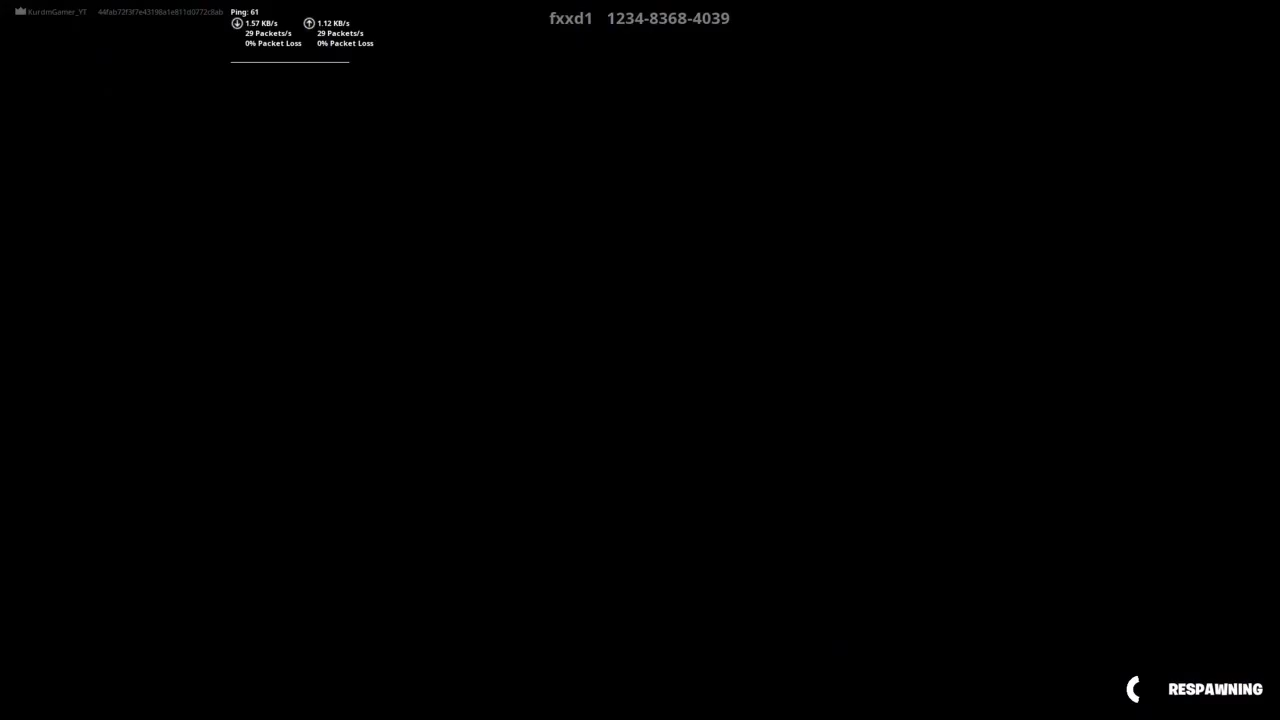 KurdmGamer_YT
Ping: 61
1.57 KB/s 1.12 KB/s
29 Packets/s 29 Packets/s
0% Packet Loss 0% Packet Loss
fxxd1 1234-8368-4039
RESPAWNING